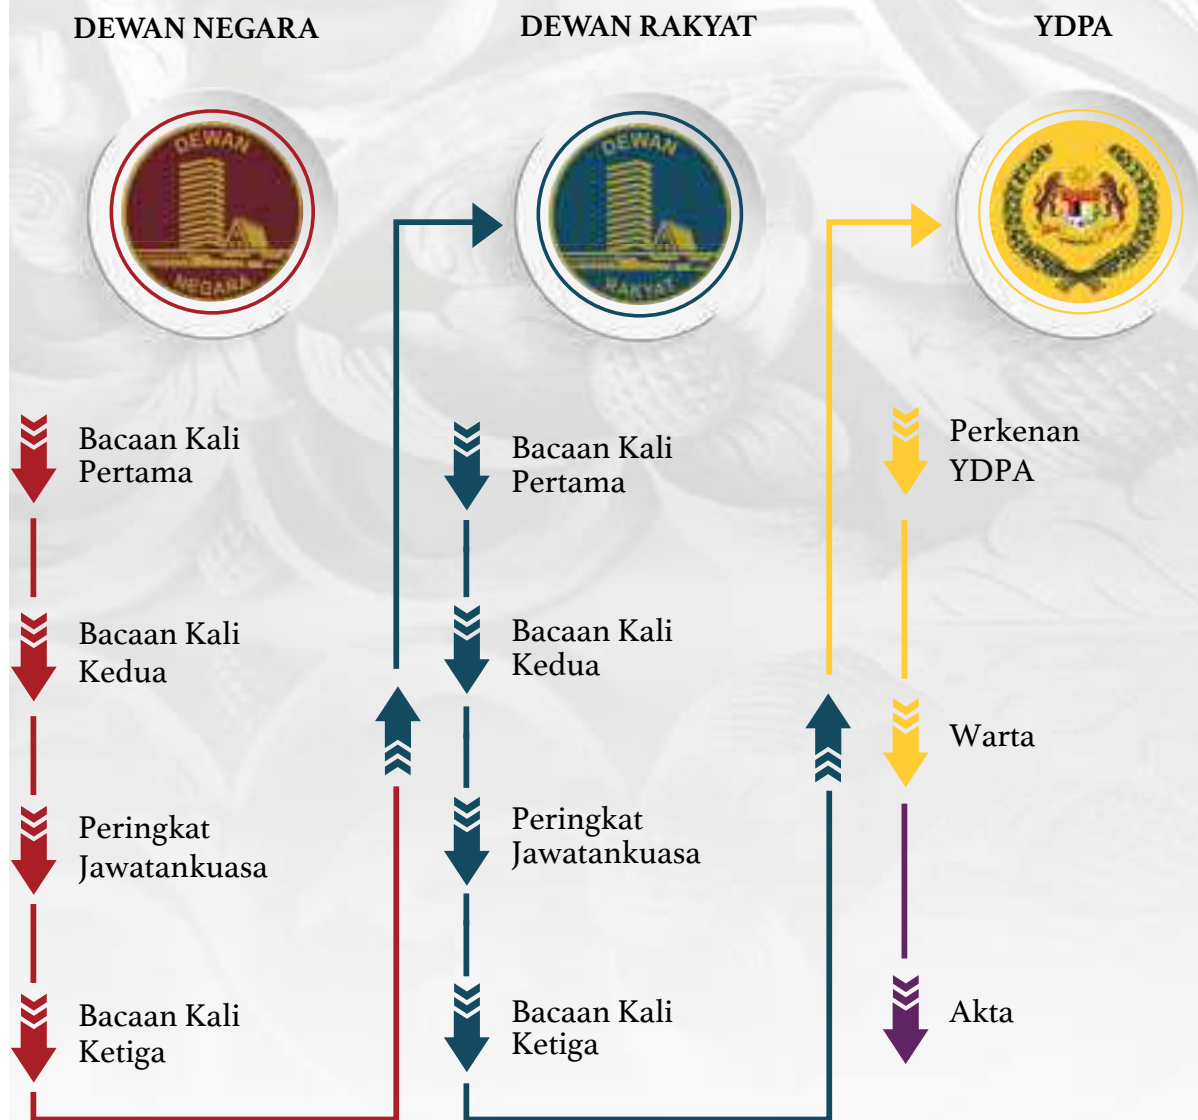 DEWAN NEGARA
DEWAN
NEGARA
Bacaan Kali
Pertama
Bacaan Kali
Kedua
Peringkat
Jawatankuasa
Bacaan Kali
Ketiga
DEWAN RAKYAT
DEWAN
RAKYAT
Bacaan Kali
Pertama
Bacaan Kali
Kedua
Peringkat
Jawatankuasa
Bacaan Kali
Ketiga
YDPA
Perkenan
YDPA
Warta
Akta